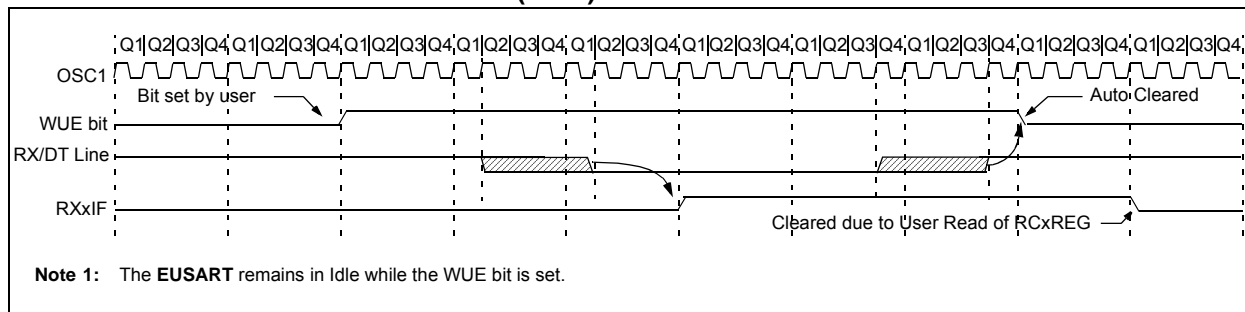 Q1|Q2|Q3|Q4|Q1|Q2|Q3|Q4|Q1|Q2|Q3|Q4|Q1|Q2|Q3|Q4|Q1|Q2|Q3|Q4|Q1|Q2|Q3|Q4|Q1|Q2|Q3|Q4|Q1|Q2|Q3|Q4|Q1|Q2|Q3|Q4|Q1|Q2|Q3|Q4
OSC1
Bit set by user
Auto Cleared
WUE bit
RX/DT Line
RXxIF
Cleared due to User Read of RCxREG
Note 1: The EUSART remains in Idle while the WUE bit is set.